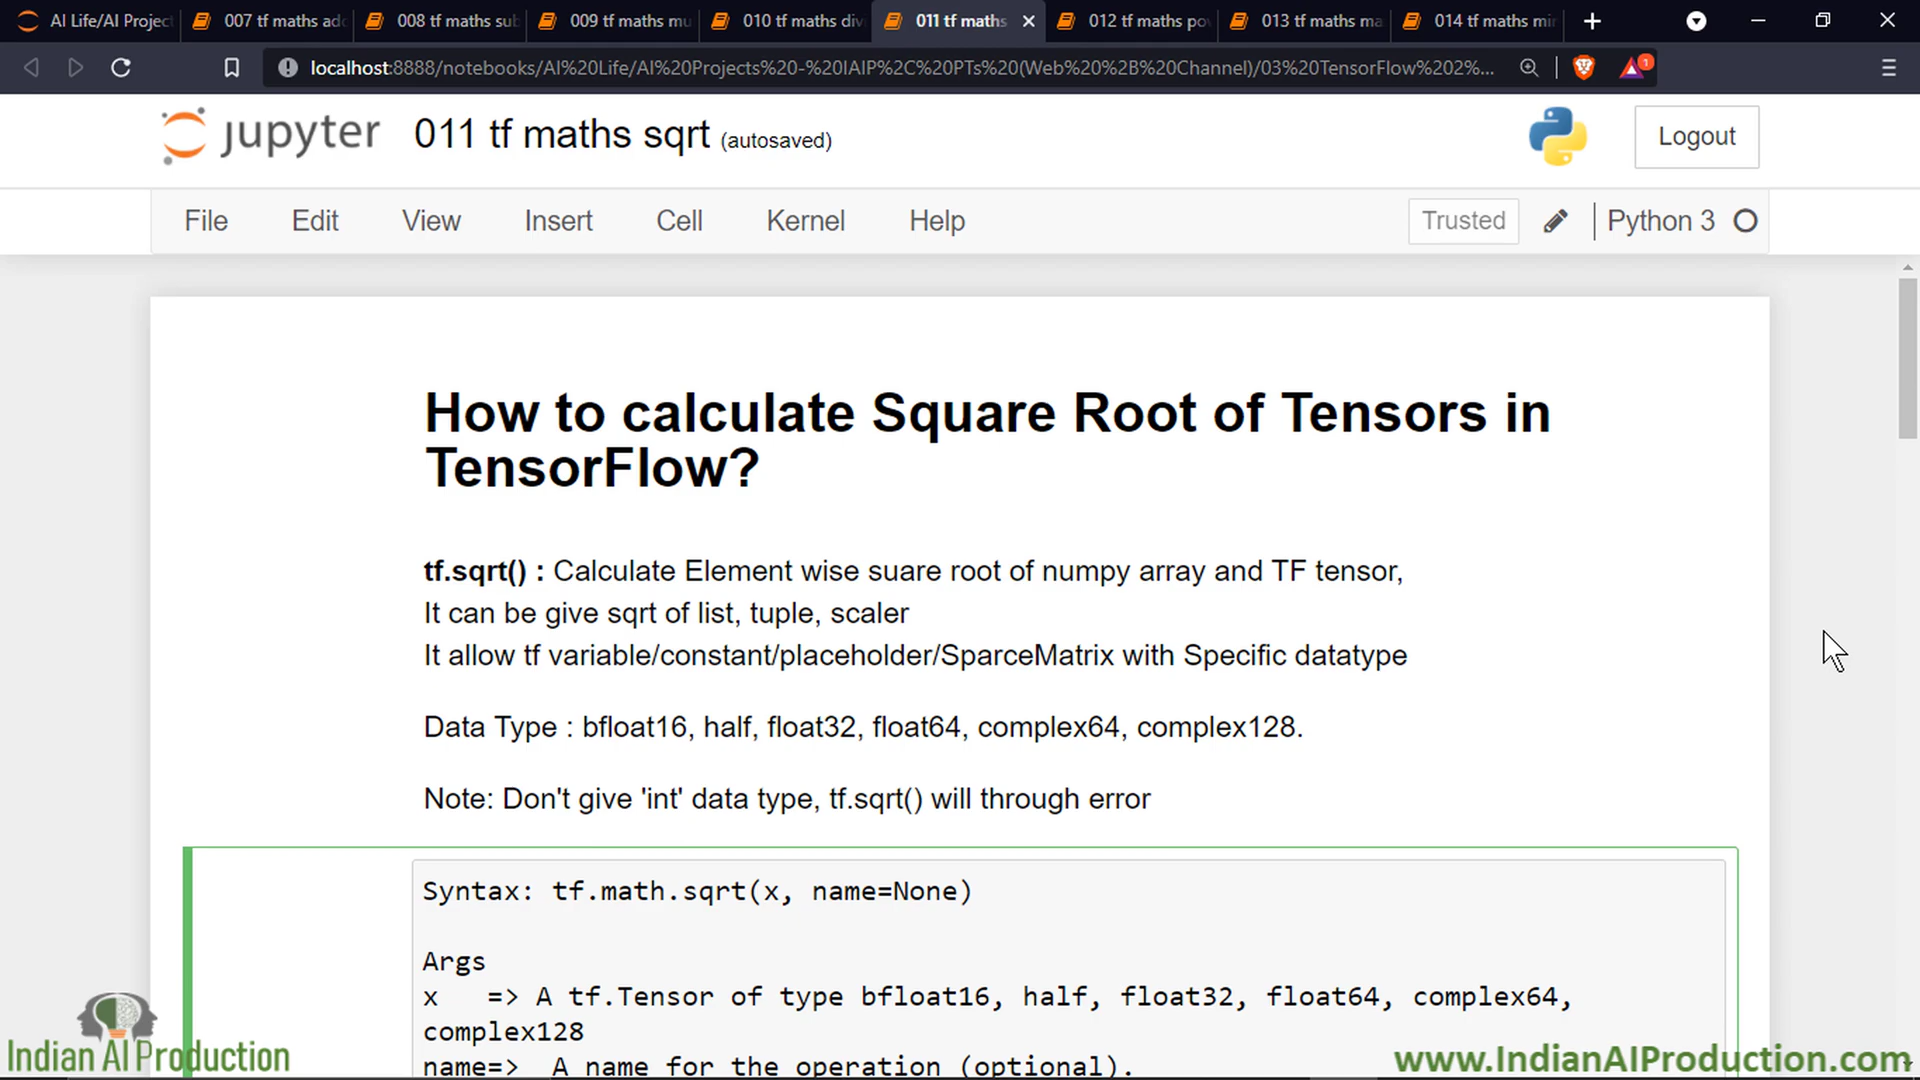 AI Life/AI Project
007 tf maths add
008 tf maths sub
009 tf maths mu
010 tf maths div
011 tf maths
012 tf maths po
013 tf maths ma
014 tf maths min
localhost:8888/notebooks/AI%20Life/AI%20Projects%20-%20IAIP%2C%20PTs%20(Web%20%2B%20Channel)/03%20TensorFlow%202%...
1
jupyter 011 tf maths sqrt (autosaved)
Logout
File Edit View Insert Cell Kernel Help
Trusted Python 3
How to calculate Square Root of Tensors in
TensorFlow?
tf.sqrt() : Calculate Element wise suare root of numpy array and TF tensor,
It can be give sqrt of list, tuple, scaler
It allow tf variable/constant/placeholder/SparceMatrix with Specific datatype
Data Type : bfloat16, half, float32, float64, complex64, complex128.
Note: Don't give 'int' data type, tf.sqrt() will through error
Syntax: tf.math.sqrt(x, name=None)
Args
x => A tf.Tensor of type bfloat16, half, float32, float64, complex64,
complex128
name=> A name for the operation (optional).
Indian AI Production
www.IndianAIProduction.com